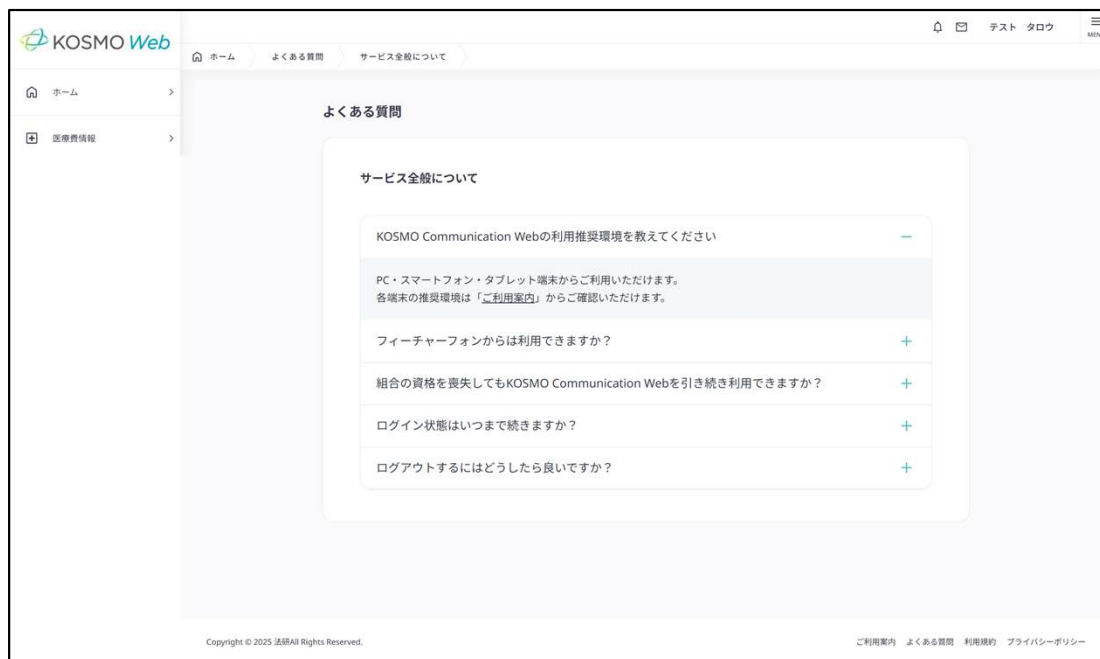 KOSMO Web
テスト タロウ
MEN
ホーム
よくある質問
サービス全般について
ホーム
医療費情報
よくある質問
サービス全般について
KOSMO Communication Webの利用推奨環境を教えてください
PC・スマートフォン・タブレット端末からご利用いただけます。
各端末の推奨環境は「ご利用案内」からご確認いただけます。
フィーチャーフォンからは利用できますか？
組合の資格を喪失してもKOSMO Communication Webを引き続き利用できますか？
ログイン状態はいつまで続きますか？
ログアウトするにはどうしたら良いですか？
Copyright © 2025 法研All Rights Reserved.
ご利用案内 よくある質問 利用規約 プライバシーポリシー